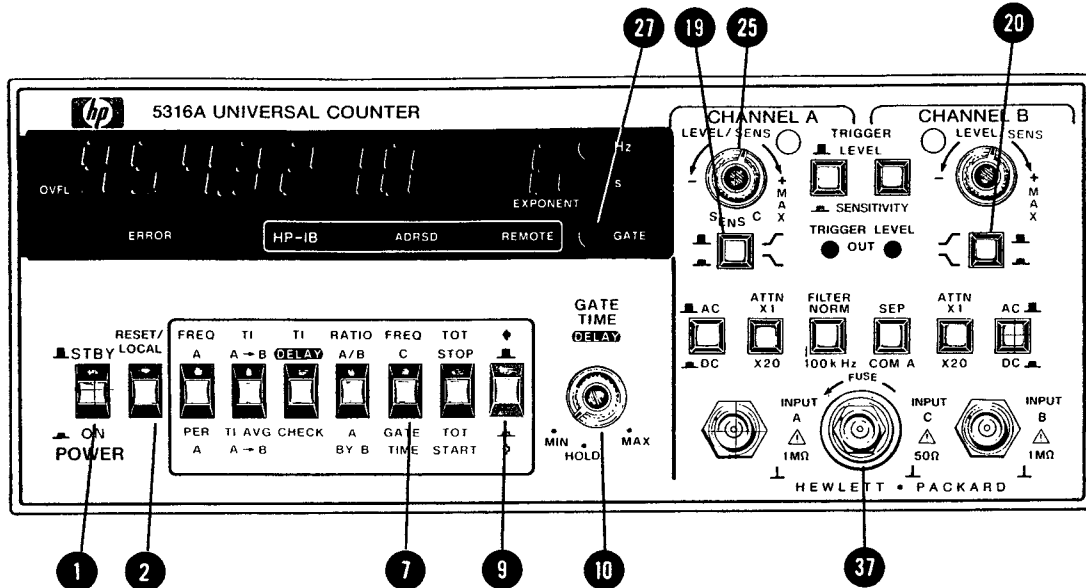 27 19 25 20
hp 5316A UNIVERSAL COUNTER
CHANNEL A CHANNEL B
LEVEL/SENS TRIGGER LEVEL LEVEL/SENS
Hz
OVFL s
EXPONENT
- + MAX - + MAX
SENS C
SENSITIVITY
ERROR HP-IB ADRSD REMOTE GATE
TRIGGER LEVEL
OUT
GATE TIME
DELAY
AC ATTN X1 FILTER NORM SEP ATTN X1 AC
DC X20 100kHz COM A X20 DC
STBY RESET/LOCAL
FREQ A TI A→B TI DELAY RATIO A/B FREQ C TOT STOP
ON
POWER
PER A TI AVG A→B CHECK A BY B GATE TIME TOT START
MIN HOLD MAX
FUSE
INPUT A 1MΩ INPUT C 50Ω INPUT B 1MΩ
HEWLETT • PACKARD
1 2 7 9 10 37